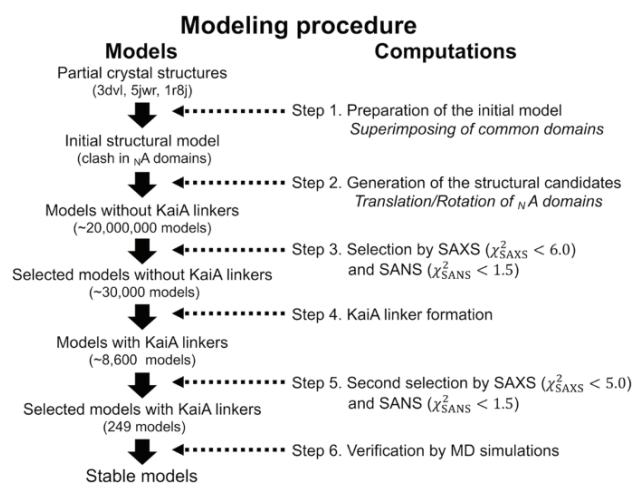 Modeling procedure
Models
Computations
Partial crystal structures
(3dvl, 5jwr, 1r8j)
Step 1. Preparation of the initial model
Superimposing of common domains
Initial structural model
(clash in NA domains)
Step 2. Generation of the structural candidates
Translation/Rotation of N A domains
Models without KaiA linkers
(~20,000,000 models)
Step 3. Selection by SAXS (χ²SAXS < 6.0)
and SANS (χ²SANS < 1.5)
Selected models without KaiA linkers
(~30,000 models)
Step 4. KaiA linker formation
Models with KaiA linkers
(~8,600 models)
Step 5. Second selection by SAXS (χ²SAXS < 5.0)
and SANS (χ²SANS < 1.5)
Selected models with KaiA linkers
(249 models)
Step 6. Verification by MD simulations
Stable models